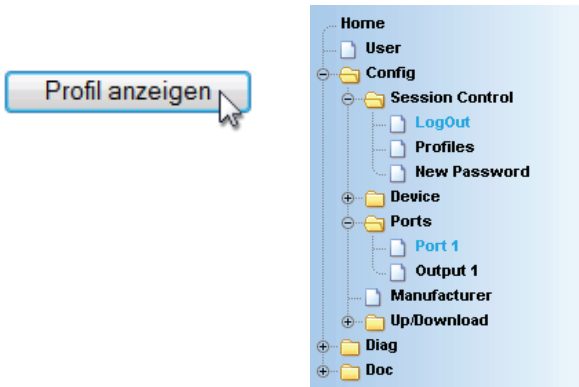 Profil anzeigen
Home
User
Config
Session Control
LogOut
Profiles
New Password
Device
Ports
Port 1
Output 1
Manufacturer
Up/Download
Diag
Doc